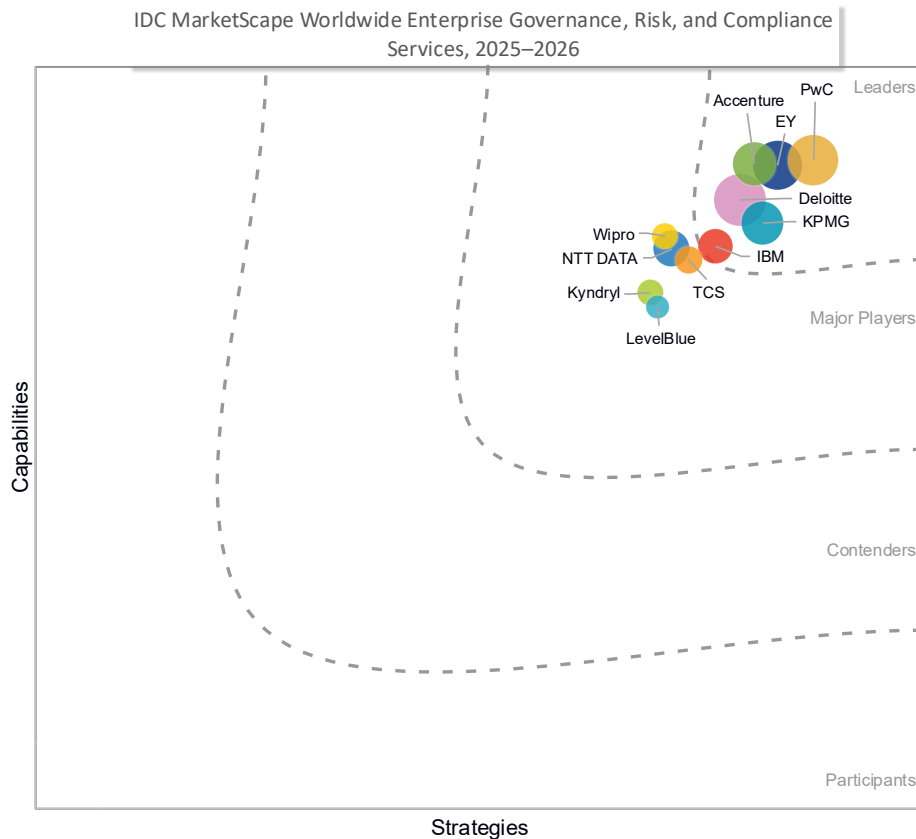 IDC MarketScape Worldwide Enterprise Governance, Risk, and Compliance
Services, 2025–2026
Leaders
PwC
Accenture
EY
Deloitte
KPMG
Wipro
NTT DATA
IBM
Kyndryl
TCS
Major Players
LevelBlue
Capabilities
Contenders
Participants
Strategies